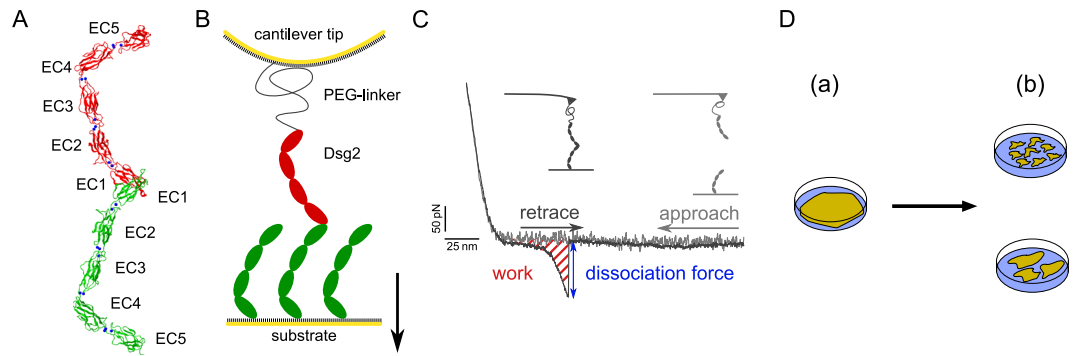 A
EC5
EC4
EC3
EC2
EC1
EC1
EC2
EC3
EC4
EC5
B
cantilever tip
PEG-linker
Dsg2
substrate
C
50 pN
25 nm
retrace
approach
work
dissociation force
D
(a)
(b)